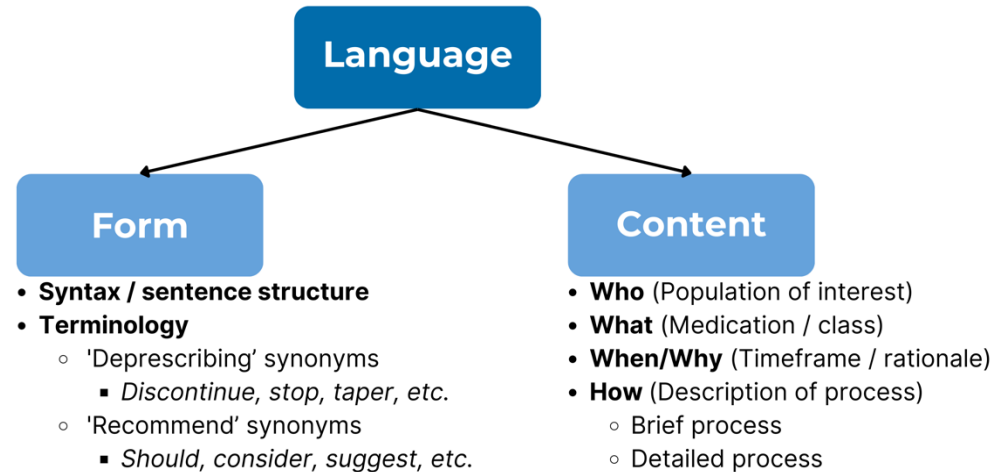 Language
Form
• Syntax / sentence structure
• Terminology
◦ 'Deprescribing’ synonyms
▪ Discontinue, stop, taper, etc.
◦ 'Recommend’ synonyms
▪ Should, consider, suggest, etc.
Content
• Who (Population of interest)
• What (Medication / class)
• When/Why (Timeframe / rationale)
• How (Description of process)
◦ Brief process
◦ Detailed process